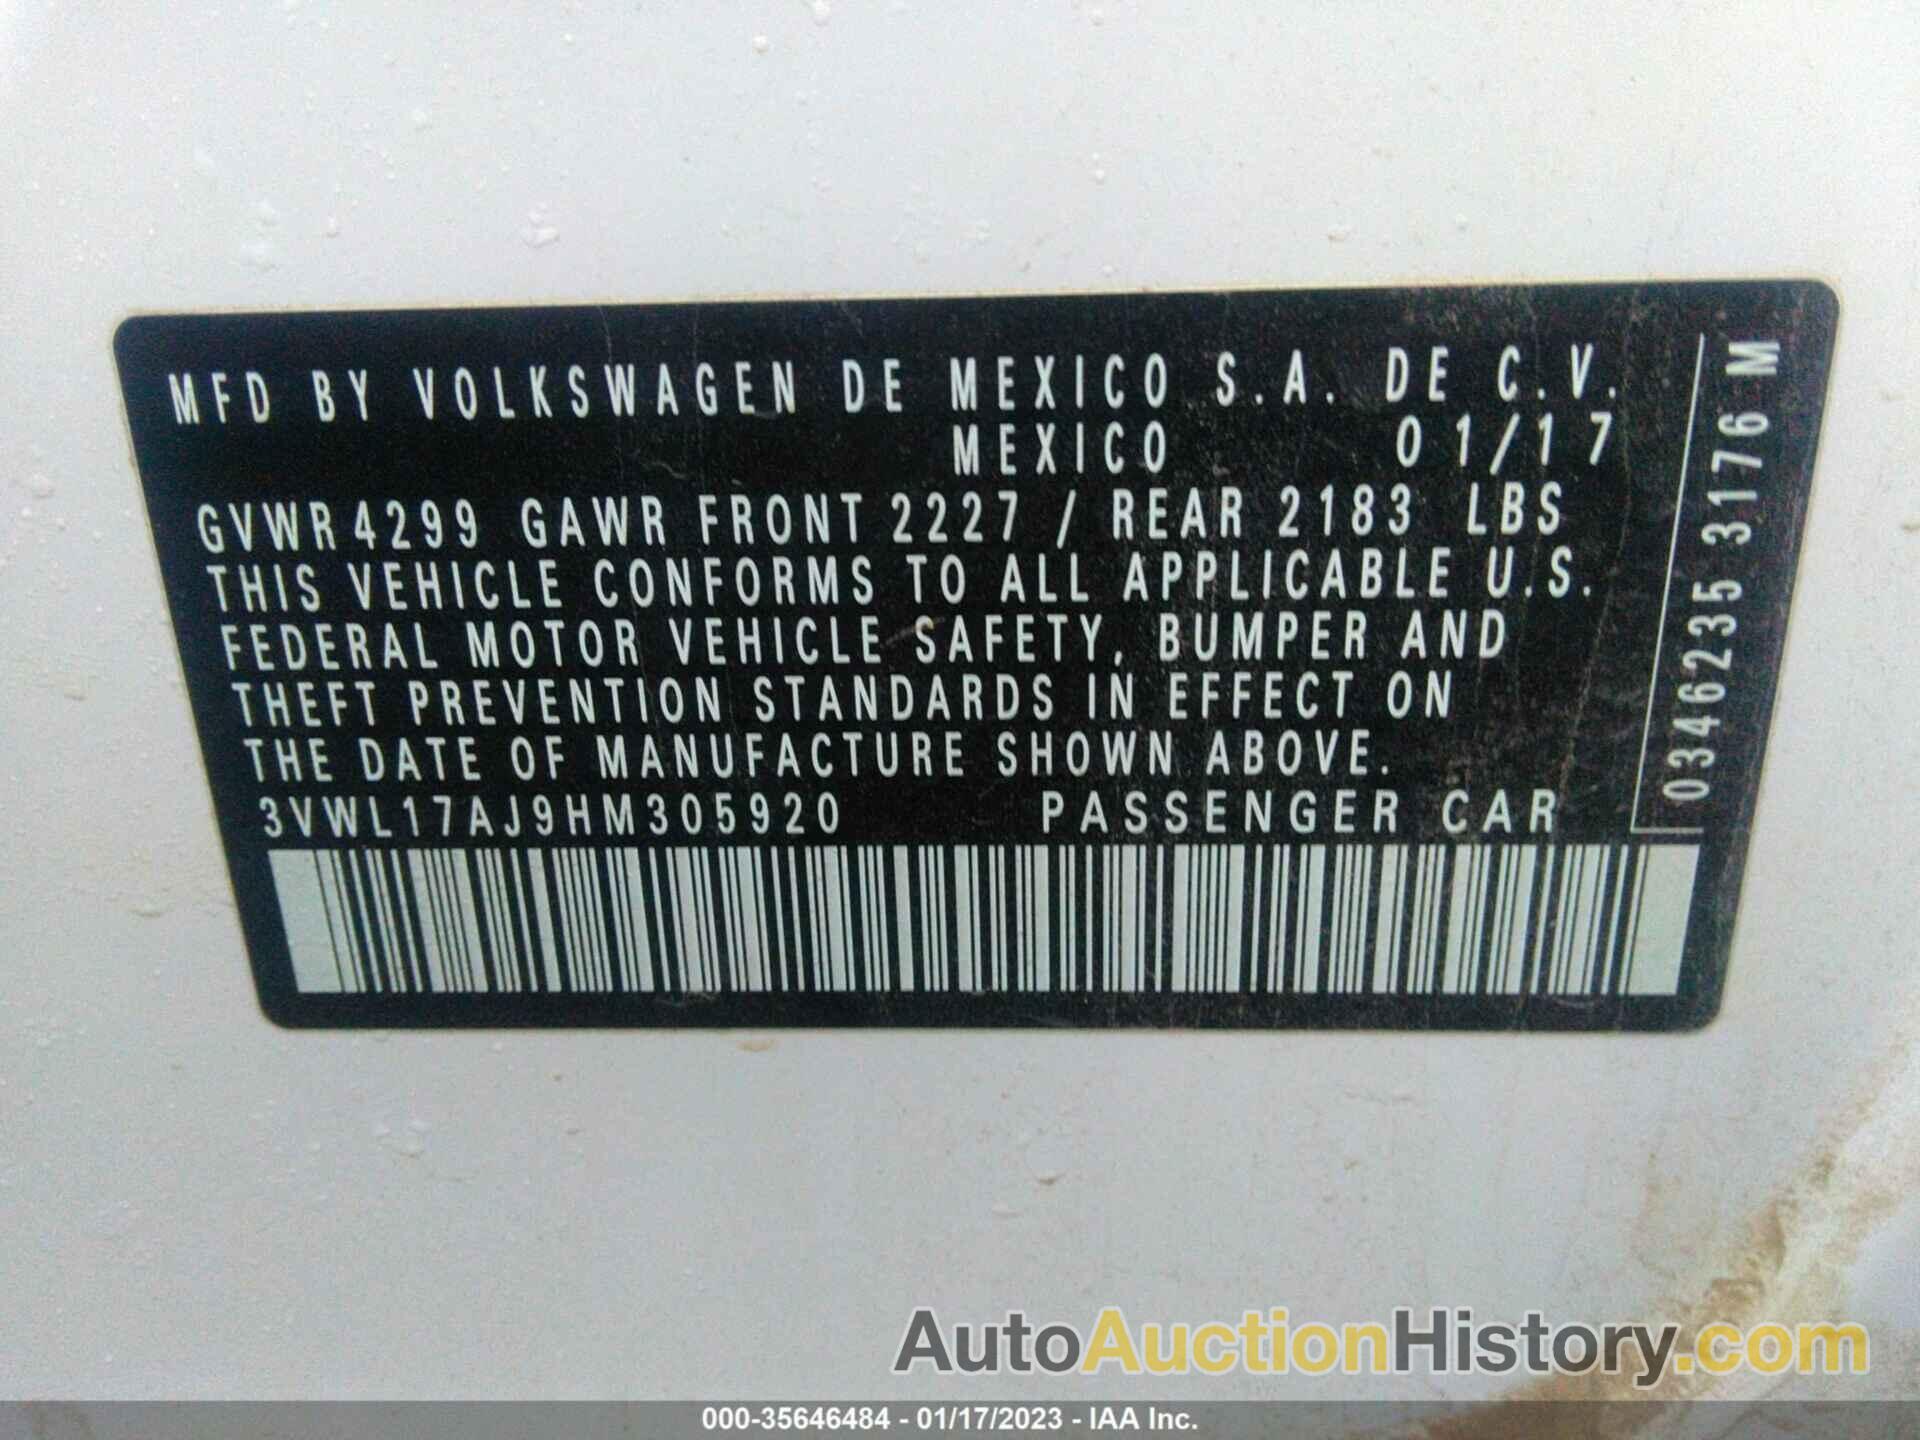 MFD BY VOLKSWAGEN DE MEXICO S.A. DE C.V.
MEXICO 01/17
GVWR 4299 GAWR FRONT 2227 / REAR 2183 LBS
THIS VEHICLE CONFORMS TO ALL APPLICABLE U.S.
FEDERAL MOTOR VEHICLE SAFETY, BUMPER AND
THEFT PREVENTION STANDARDS IN EFFECT ON
THE DATE OF MANUFACTURE SHOWN ABOVE.
3VWL17AJ9HM305920 PASSENGER CAR
0346235 3176 M
AutoAuctionHistory.com
000-35646484 - 01/17/2023 - IAA Inc.